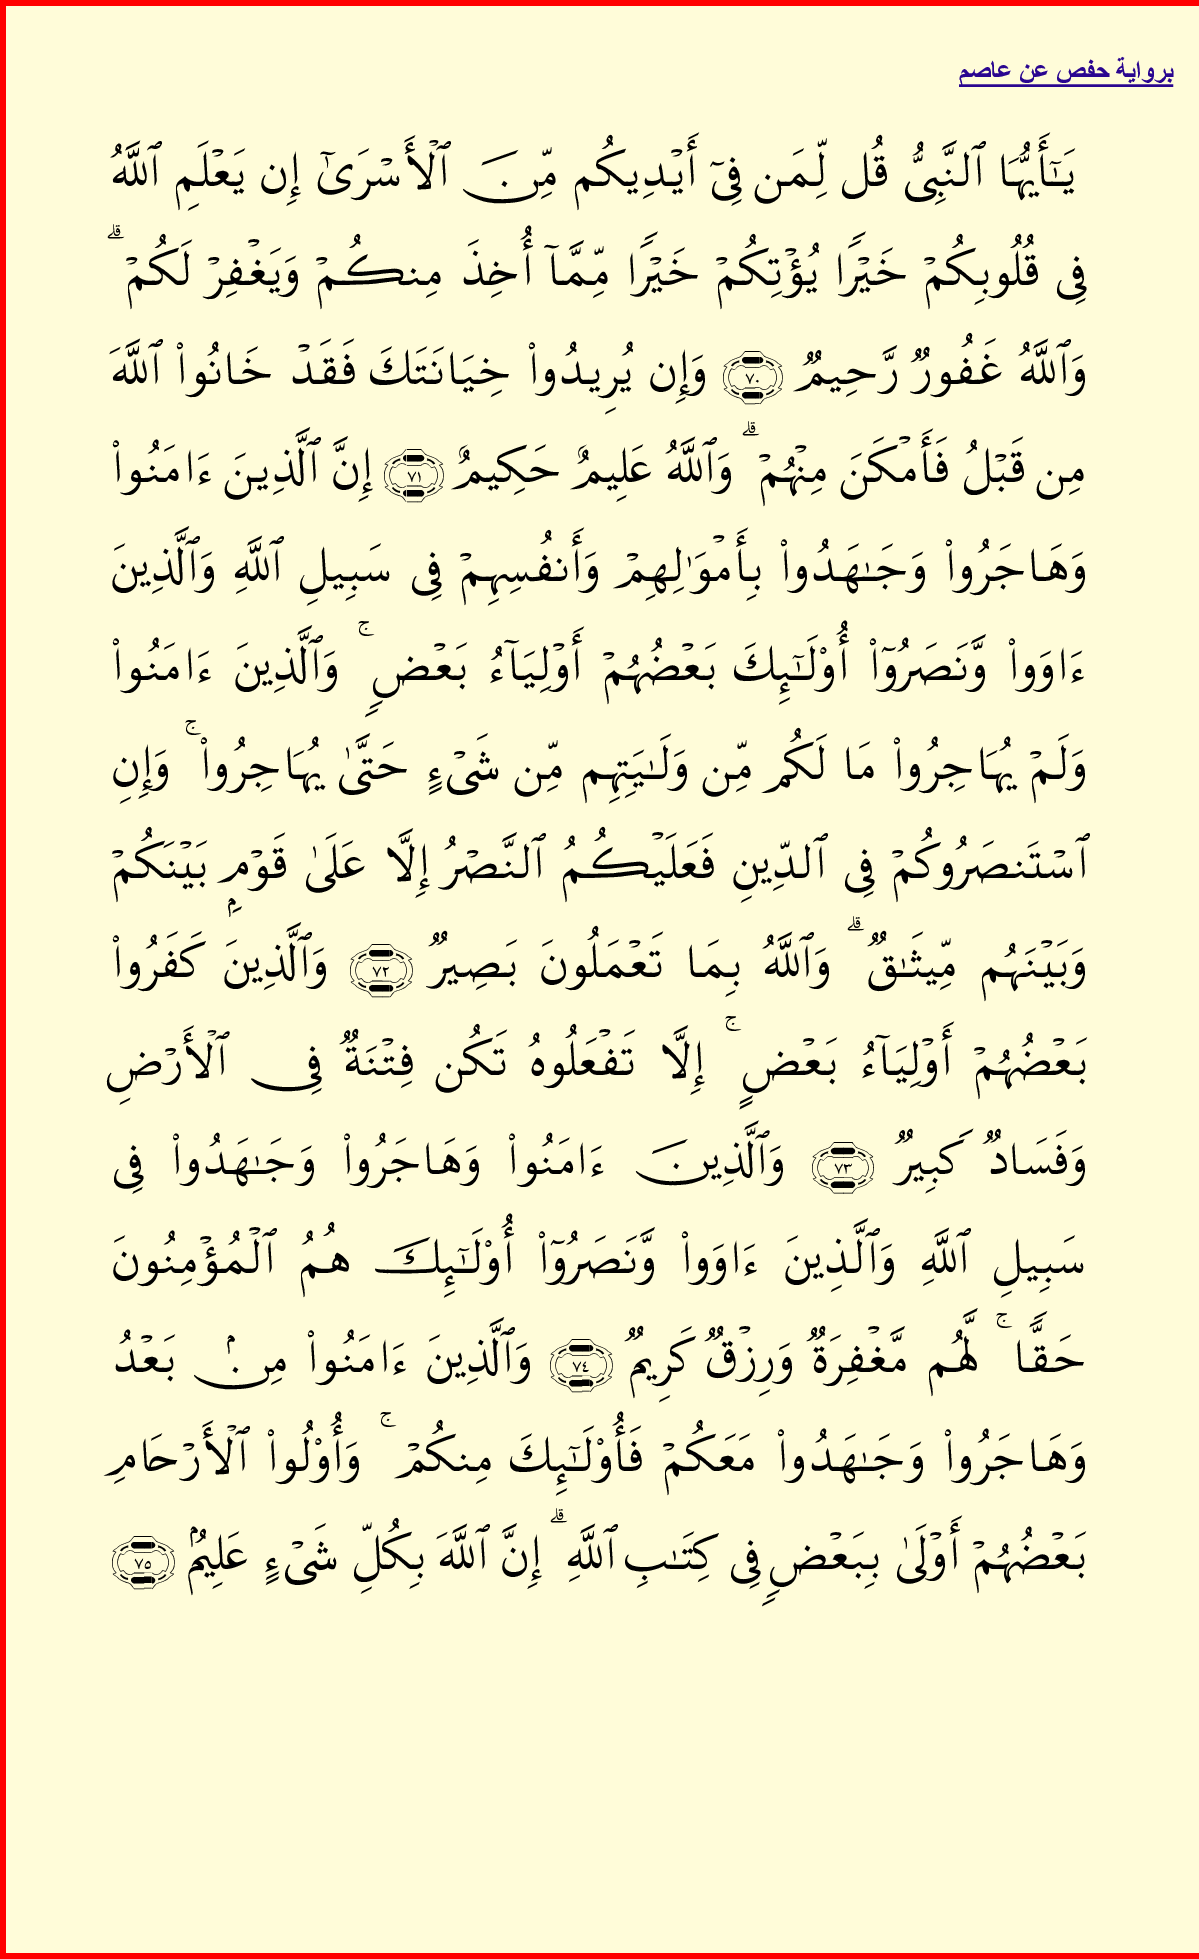 برواية حفص عن عاصم
يَـٰٓأَيُّهَا ٱلنَّبِىُّ قُل لِّمَن فِىٓ أَيۡدِيكُم مِّنَ ٱلۡأَسۡرَىٰٓ إِن يَعۡلَمِ ٱللَّهُ
فِى قُلُوبِكُمۡ خَيۡرًا يُؤۡتِكُمۡ خَيۡرًا مِّمَّآ أُخِذَ مِنكُمۡ وَيَغۡفِرۡ لَكُمۡ ۗ
وَٱللَّهُ غَفُورٌ رَّحِيمٌ ٧٠ وَإِن يُرِيدُواْ خِيَانَتَكَ فَقَدۡ خَانُواْ ٱللَّهَ
مِن قَبۡلُ فَأَمۡكَنَ مِنۡهُمۡ ۗ وَٱللَّهُ عَلِيمٌ حَكِيمٌ ٧١ إِنَّ ٱلَّذِينَ ءَامَنُواْ
وَهَاجَرُواْ وَجَـٰهَدُواْ بِأَمۡوَٰلِهِمۡ وَأَنفُسِهِمۡ فِى سَبِيلِ ٱللَّهِ وَٱلَّذِينَ
ءَاوَواْ وَّنَصَرُوٓاْ أُوْلَـٰٓئِكَ بَعۡضُهُمۡ أَوۡلِيَآءُ بَعۡضٍ ۚ وَٱلَّذِينَ ءَامَنُواْ
وَلَمۡ يُهَاجِرُواْ مَا لَكُم مِّن وَلَـٰيَتِهِم مِّن شَىۡءٍ حَتَّىٰ يُهَاجِرُواْ ۚ وَإِنِ
ٱسۡتَنصَرُوكُمۡ فِى ٱلدِّينِ فَعَلَيۡكُمُ ٱلنَّصۡرُ إِلَّا عَلَىٰ قَوۡمِۭ بَيۡنَكُمۡ
وَبَيۡنَهُم مِّيثَـٰقٌ ۗ وَٱللَّهُ بِمَا تَعۡمَلُونَ بَصِيرٌ ٧٢ وَٱلَّذِينَ كَفَرُواْ
بَعۡضُهُمۡ أَوۡلِيَآءُ بَعۡضٍ ۚ إِلَّا تَفۡعَلُوهُ تَكُن فِتۡنَةٌ فِى ٱلۡأَرۡضِ
وَفَسَادٌ كَبِيرٌ ٧٣ وَٱلَّذِينَ ءَامَنُواْ وَهَاجَرُواْ وَجَـٰهَدُواْ فِى
سَبِيلِ ٱللَّهِ وَٱلَّذِينَ ءَاوَواْ وَّنَصَرُوٓاْ أُوْلَـٰٓئِكَ هُمُ ٱلۡمُؤۡمِنُونَ
حَقًّا ۚ لَّهُم مَّغۡفِرَةٌ وَرِزۡقٌ كَرِيمٌ ٧٤ وَٱلَّذِينَ ءَامَنُواْ مِنۢ بَعۡدُ
وَهَاجَرُواْ وَجَـٰهَدُواْ مَعَكُمۡ فَأُوْلَـٰٓئِكَ مِنكُمۡ ۚ وَأُوْلُواْ ٱلۡأَرۡحَامِ
بَعۡضُهُمۡ أَوۡلَىٰ بِبَعۡضٍ فِى كِتَـٰبِ ٱللَّهِ ۗ إِنَّ ٱللَّهَ بِكُلِّ شَىۡءٍ عَلِيمُۢ ٧٥